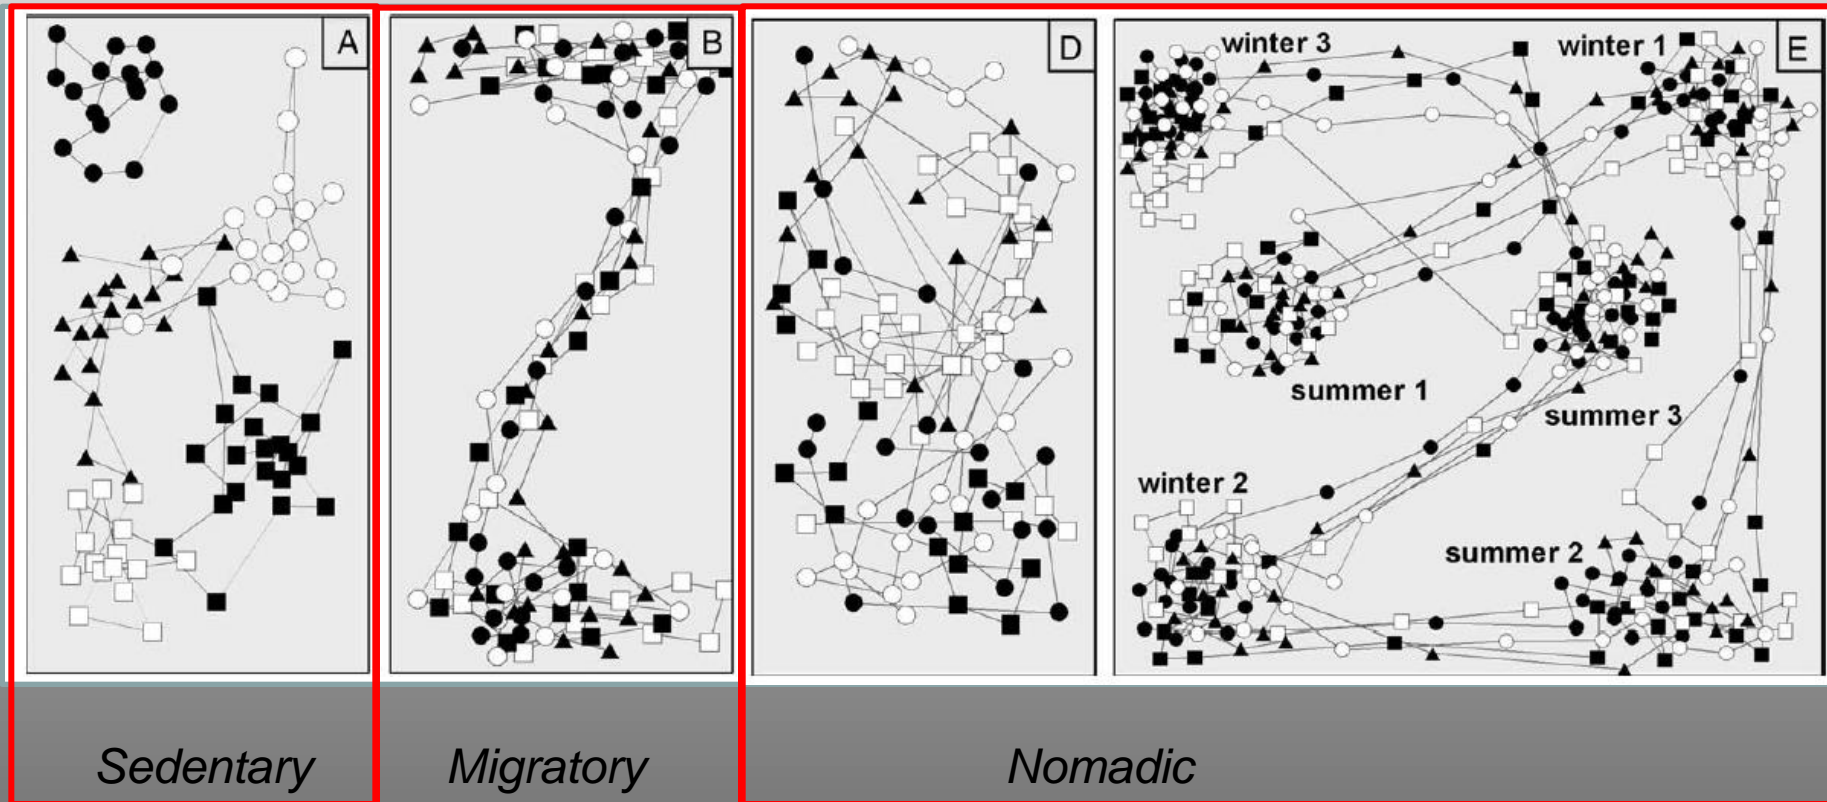 A
B
D
E
winter 3
winter 1
summer 1
summer 3
winter 2
summer 2
Sedentary
Migratory
Nomadic